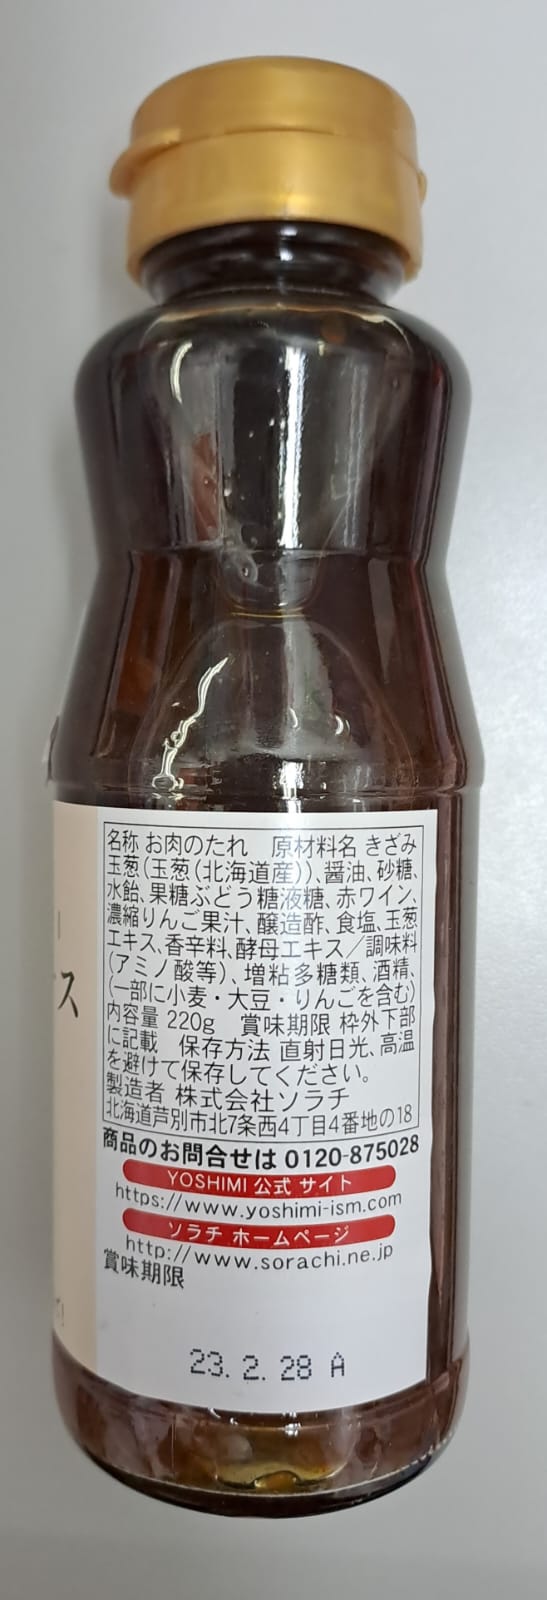 名称 お肉のたれ　原材料名 きざみ
玉葱(玉葱(北海道産))、醤油、砂糖、
水飴、果糖ぶどう糖液糖、赤ワイン、
濃縮りんご果汁、醸造酢、食塩、玉葱
エキス、香辛料、酵母エキス／調味料
(アミノ酸等)、増粘多糖類、酒精、
(一部に小麦・大豆・りんごを含む)
内容量 220g　賞味期限 枠外下部
に記載　保存方法 直射日光、高温
を避けて保存してください。
製造者 株式会社ソラチ
北海道芦別市北7条西4丁目4番地の18
商品のお問合せは 0120-875028
YOSHIMI 公式 サイト
https://www.yoshimi-ism.com
ソラチ ホームページ
http://www.sorachi.ne.jp
賞味期限
23. 2. 28 A
ス